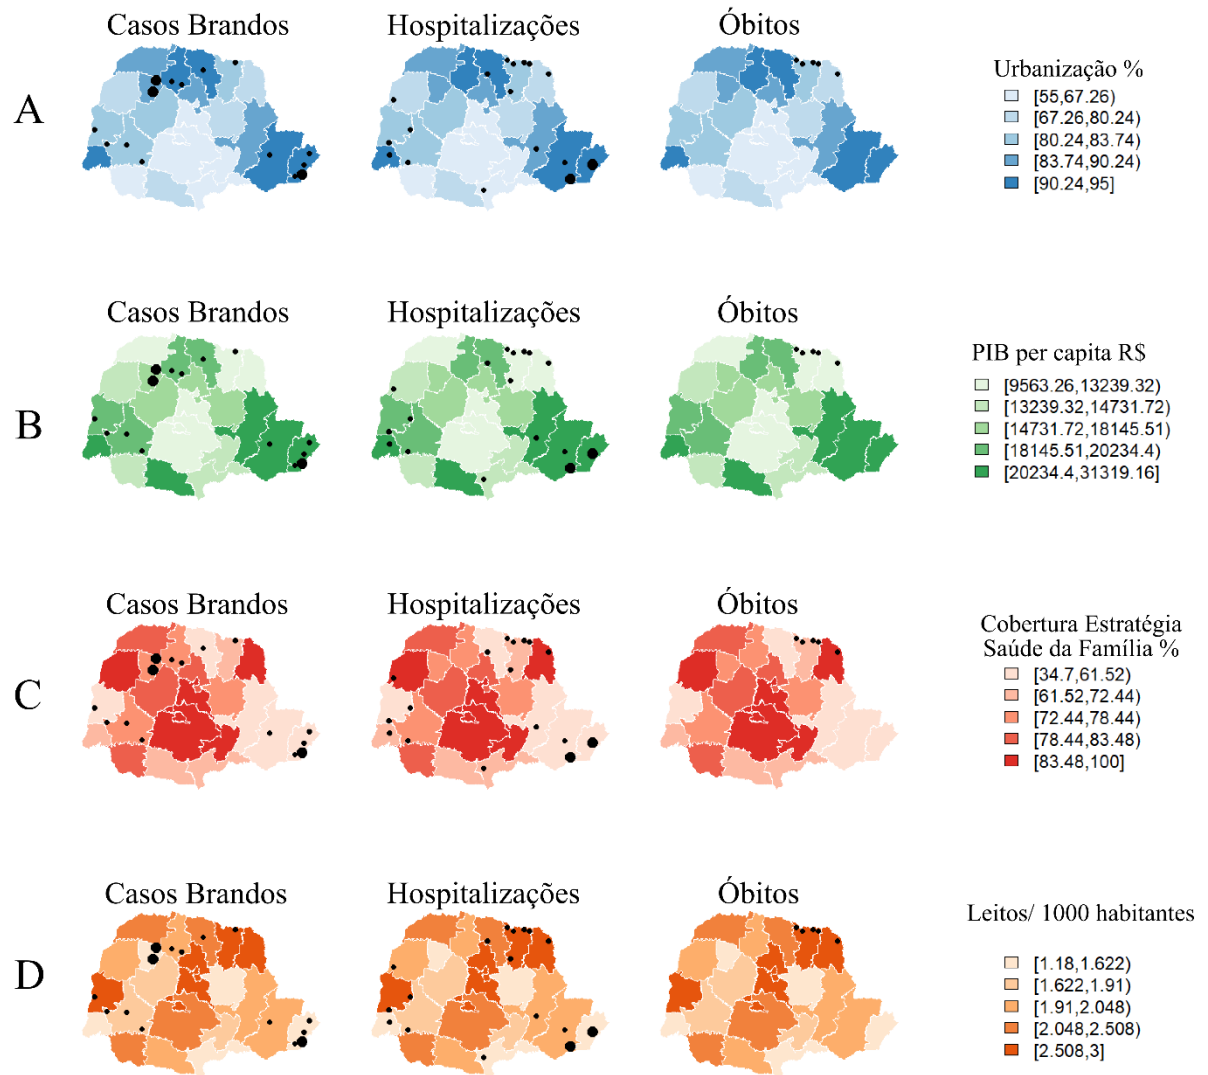 Casos Brandos
Hospitalizações
Óbitos
A
Urbanização %
[55,67.26)
[67.26,80.24)
[80.24,83.74)
[83.74,90.24)
[90.24,95]
Casos Brandos
Hospitalizações
Óbitos
B
PIB per capita R$
[9563.26,13239.32)
[13239.32,14731.72)
[14731.72,18145.51)
[18145.51,20234.4)
[20234.4,31319.16]
Casos Brandos
Hospitalizações
Óbitos
C
Cobertura Estratégia
Saúde da Família %
[34.7,61.52)
[61.52,72.44)
[72.44,78.44)
[78.44,83.48)
[83.48,100]
Casos Brandos
Hospitalizações
Óbitos
D
Leitos/ 1000 habitantes
[1.18,1.622)
[1.622,1.91)
[1.91,2.048)
[2.048,2.508)
[2.508,3]